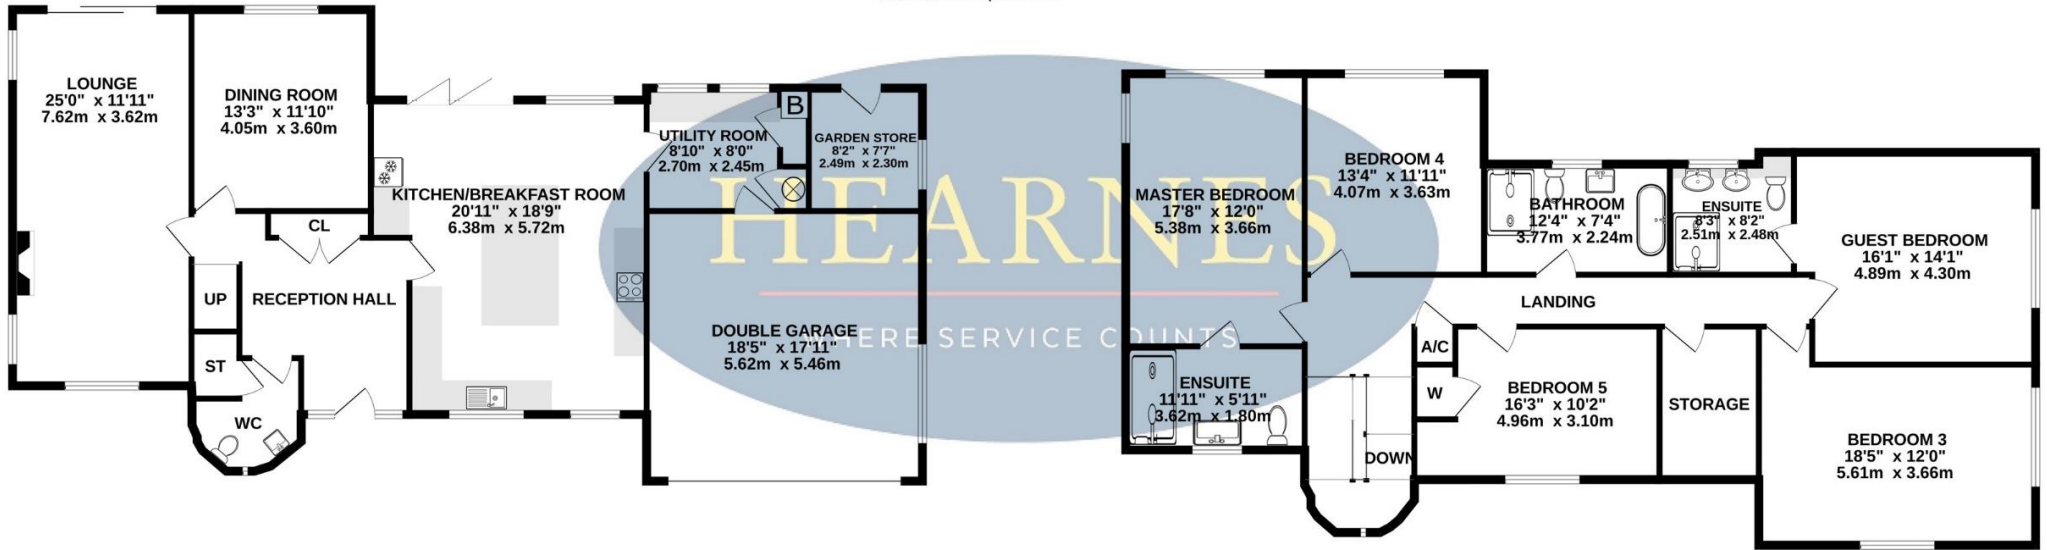 LOUNGE
25'0" x 11'11"
7.62m x 3.62m
DINING ROOM
13'3" x 11'10"
4.05m x 3.60m
KITCHEN/BREAKFAST ROOM
20'11" x 18'9"
6.38m x 5.72m
UTILITY ROOM
8'10" x 8'0"
2.70m x 2.45m
B
GARDEN STORE
8'2" x 7'7"
2.49m x 2.30m
CL
UP
RECEPTION HALL
ST
WC
DOUBLE GARAGE
18'5" x 17'11"
5.62m x 5.46m
HEARNES
WHERE SERVICE COUNTS
MASTER BEDROOM
17'8" x 12'0"
5.38m x 3.66m
BEDROOM 4
13'4" x 11'11"
4.07m x 3.63m
BATHROOM
12'4" x 7'4"
3.77m x 2.24m
ENSUITE
8'3" x 8'2"
2.51m x 2.48m
GUEST BEDROOM
16'1" x 14'1"
4.89m x 4.30m
LANDING
ENSUITE
11'11" x 5'11"
3.62m x 1.80m
A/C
W
DOWN
BEDROOM 5
16'3" x 10'2"
4.96m x 3.10m
STORAGE
BEDROOM 3
18'5" x 12'0"
5.61m x 3.66m